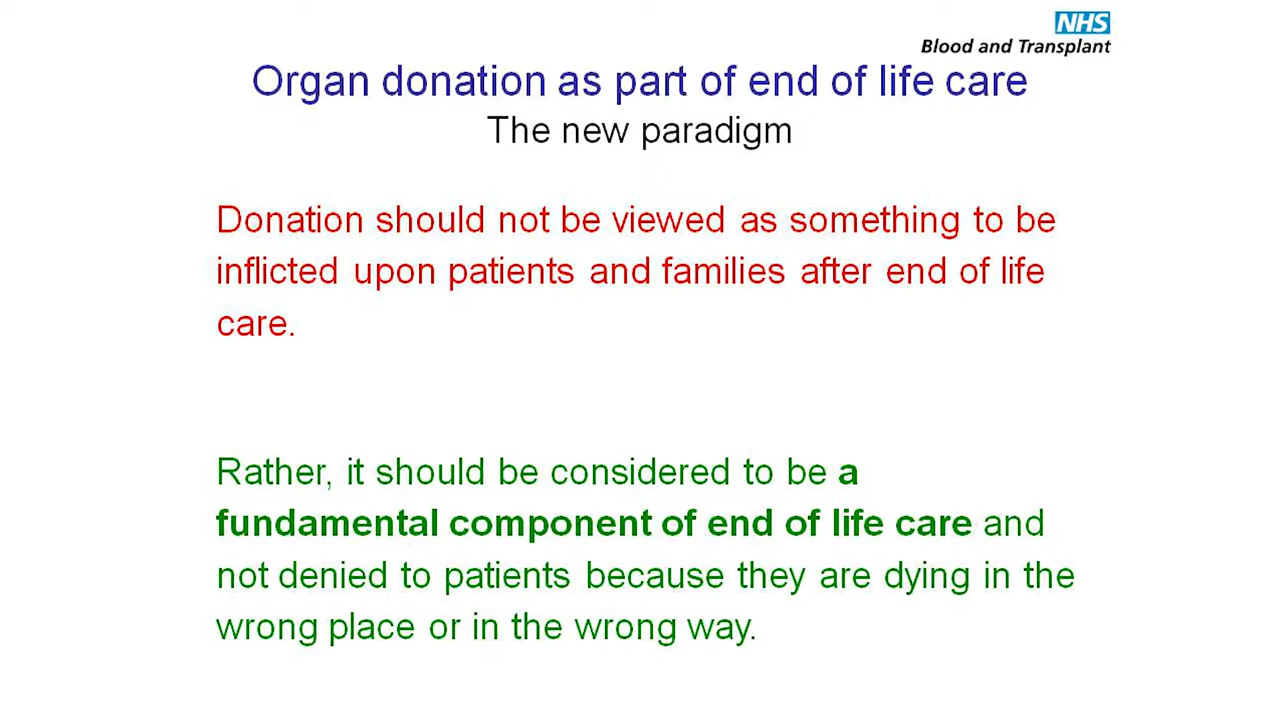 NHS
Blood and Transplant
Organ donation as part of end of life care
The new paradigm
Donation should not be viewed as something to be
inflicted upon patients and families after end of life
care.
Rather, it should be considered to be a
fundamental component of end of life care and
not denied to patients because they are dying in the
wrong place or in the wrong way.